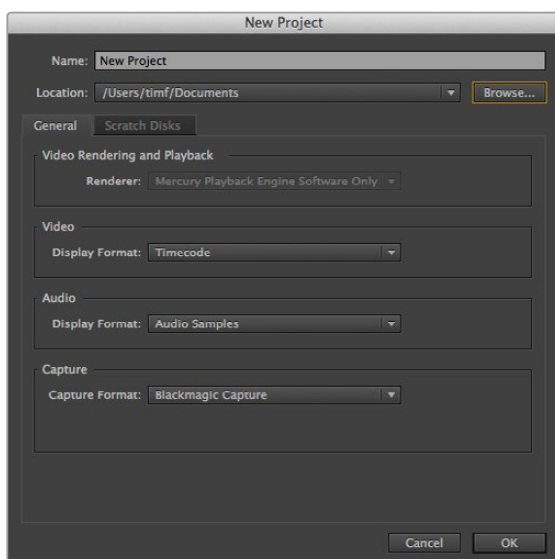 New Project
Name: New Project
Location: /Users/timf/Documents Browse...
General Scratch Disks
Video Rendering and Playback
Renderer: Mercury Playback Engine Software Only
Video
Display Format: Timecode
Audio
Display Format: Audio Samples
Capture
Capture Format: Blackmagic Capture
Cancel OK